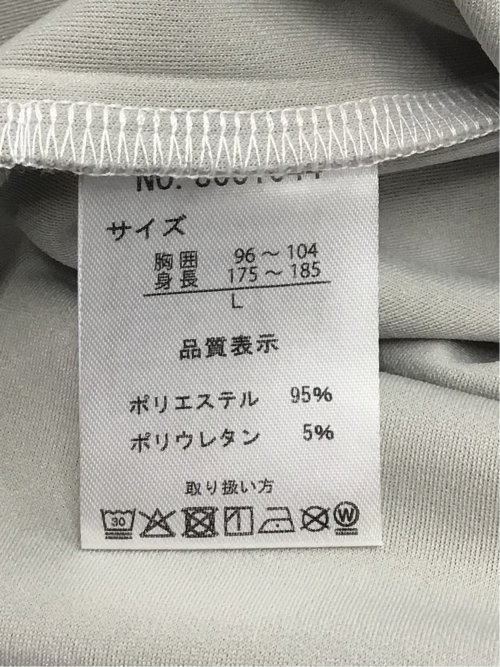 NO.
サイズ
胸囲 96～104
身長 175～185
L
品質表示
ポリエステル 95%
ポリウレタン 5%
取り扱い方
30 W